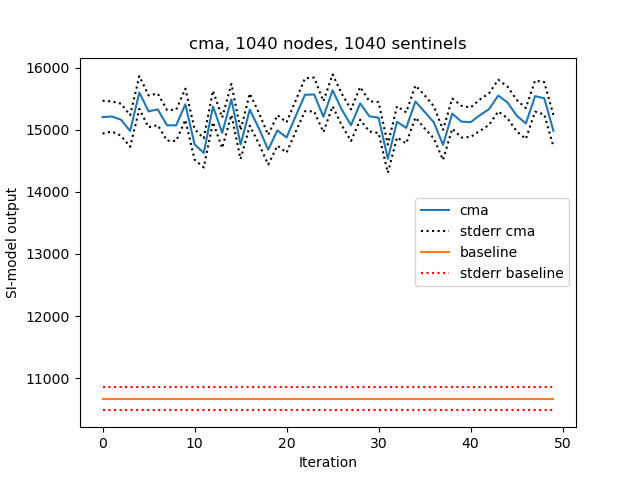 cma, 1040 nodes, 1040 sentinels
SI-model output
16000
15000
14000
13000
12000
11000
cma
stderr cma
baseline
stderr baseline
0
10
20
30
40
50
Iteration